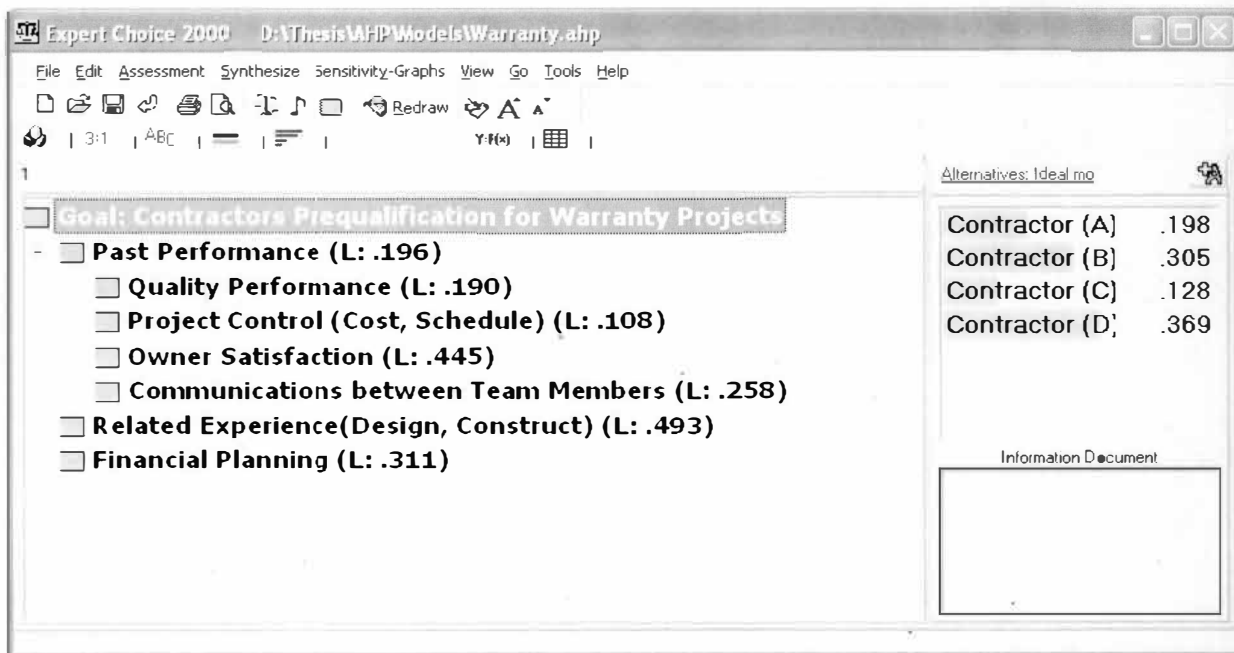 Expert Choice 2000 D:\Thesis\AHP\Models\Warranty.ahp
File Edit Assessment Synthesize Sensitivity-Graphs View Go Tools Help
Redraw A A
3:1 ABC Y:F(x)
1
Alternatives: Ideal mo
Goal: Contractors Prequalification for Warranty Projects
- Past Performance (L: .196)
Quality Performance (L: .190)
Project Control (Cost, Schedule) (L: .108)
Owner Satisfaction (L: .445)
Communications between Team Members (L: .258)
Related Experience(Design, Construct) (L: .493)
Financial Planning (L: .311)
Contractor (A) .198
Contractor (B) .305
Contractor (C) .128
Contractor (D) .369
Information Document